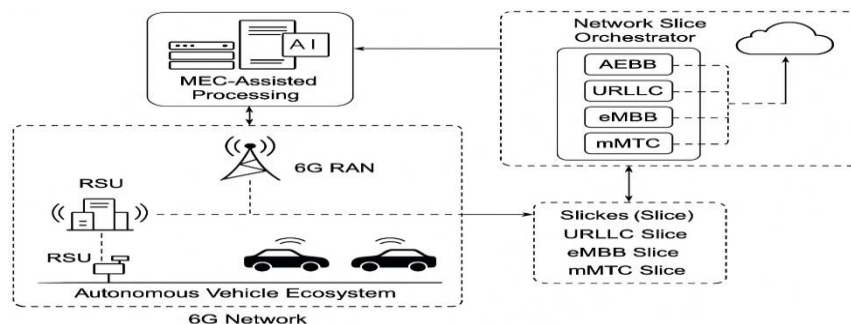 AI
MEC-Assisted
Processing
Network Slice
Orchestrator
AEBB
URLLC
eMBB
mMTC
6G RAN
RSU
RSU
Autonomous Vehicle Ecosystem
6G Network
Slickes (Slice)
URLLC Slice
eMBB Slice
mMTC Slice